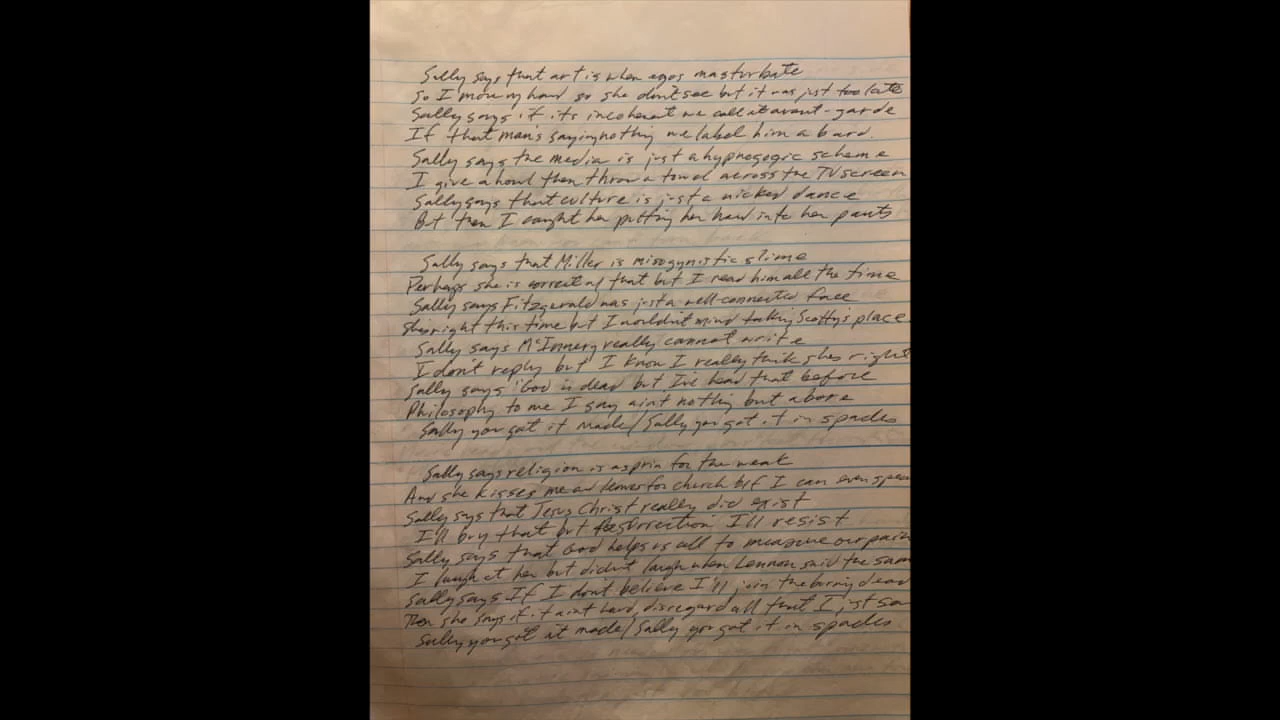 Sally says that art is when egos masturbate
So I move my hand so she don't see but it was just too late
Sally says if its incoherent we call it avant-garde
If that man's saying nothing we label him a bard.
Sally says the media is just a hypnogogic scheme
I give a howl then throw a towel across the TV screen
Sally says that culture is just a wicked dance
But then I caught her putting her hand into her pants
Sally says that Miller is misogynistic slime
Perhaps she is correct of that but I read him all the time
Sally says Fitzgerald was just a well-connected face
She's right this time but I wouldn't mind taking Scotty's place
Sally says McInnerny really cannot write
I don't reply but I know I really think shes right
Sally says "God is dead but I've heard that before
Philosophy to me I say aint nothing but a bore
Sally you got it made/Sally you got it in spades
Sally says religion is asprin for the weak
And she kisses me and leaves for church b/f I can even
Sally says that Jesus Christ really did exist
I'll buy that but Resurrection I'll resist
Sally says that God helps us all to measure our pain
I laugh at her but didn't laugh when Lennon said the sam
Sally says If I don't believe I'll join the burning dead
Then she says if it aint hard, disregard all that I just sa
Sally you got it made/Sally you got it in spades